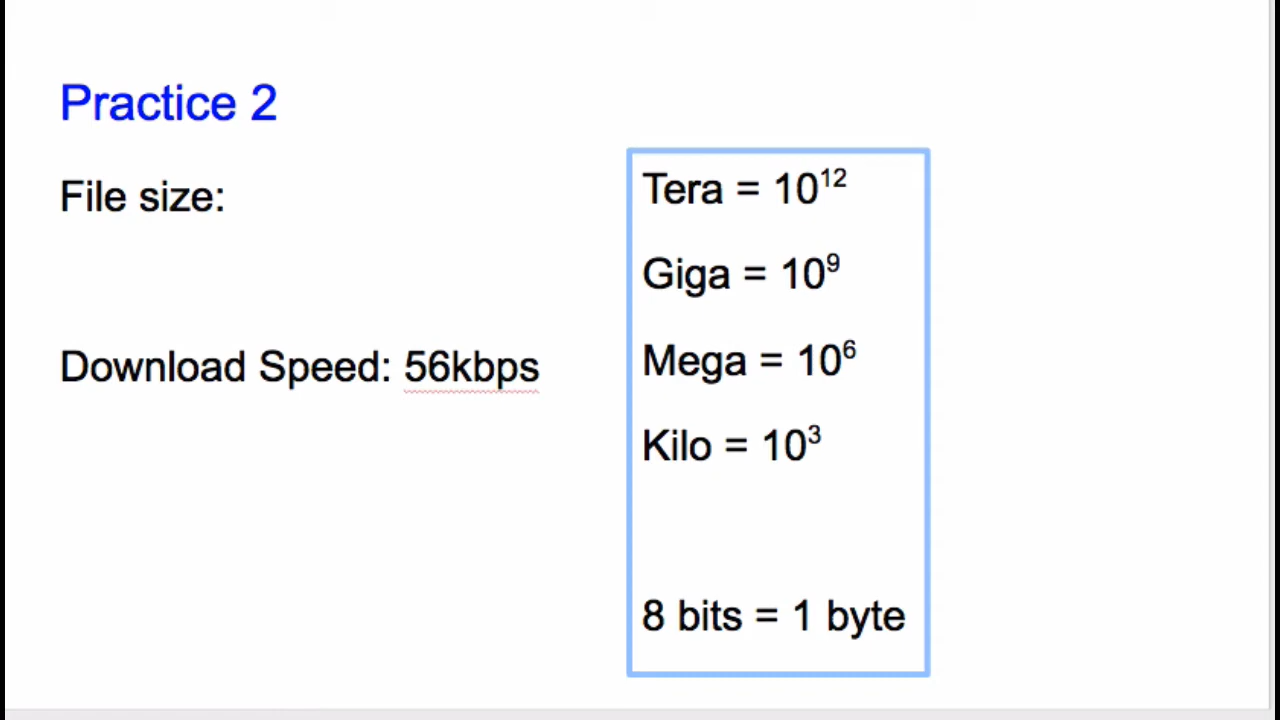 Practice 2
File size:
Download Speed: 56kbps
Tera = 10¹²
Giga = 10⁹
Mega = 10⁶
Kilo = 10³
8 bits = 1 byte